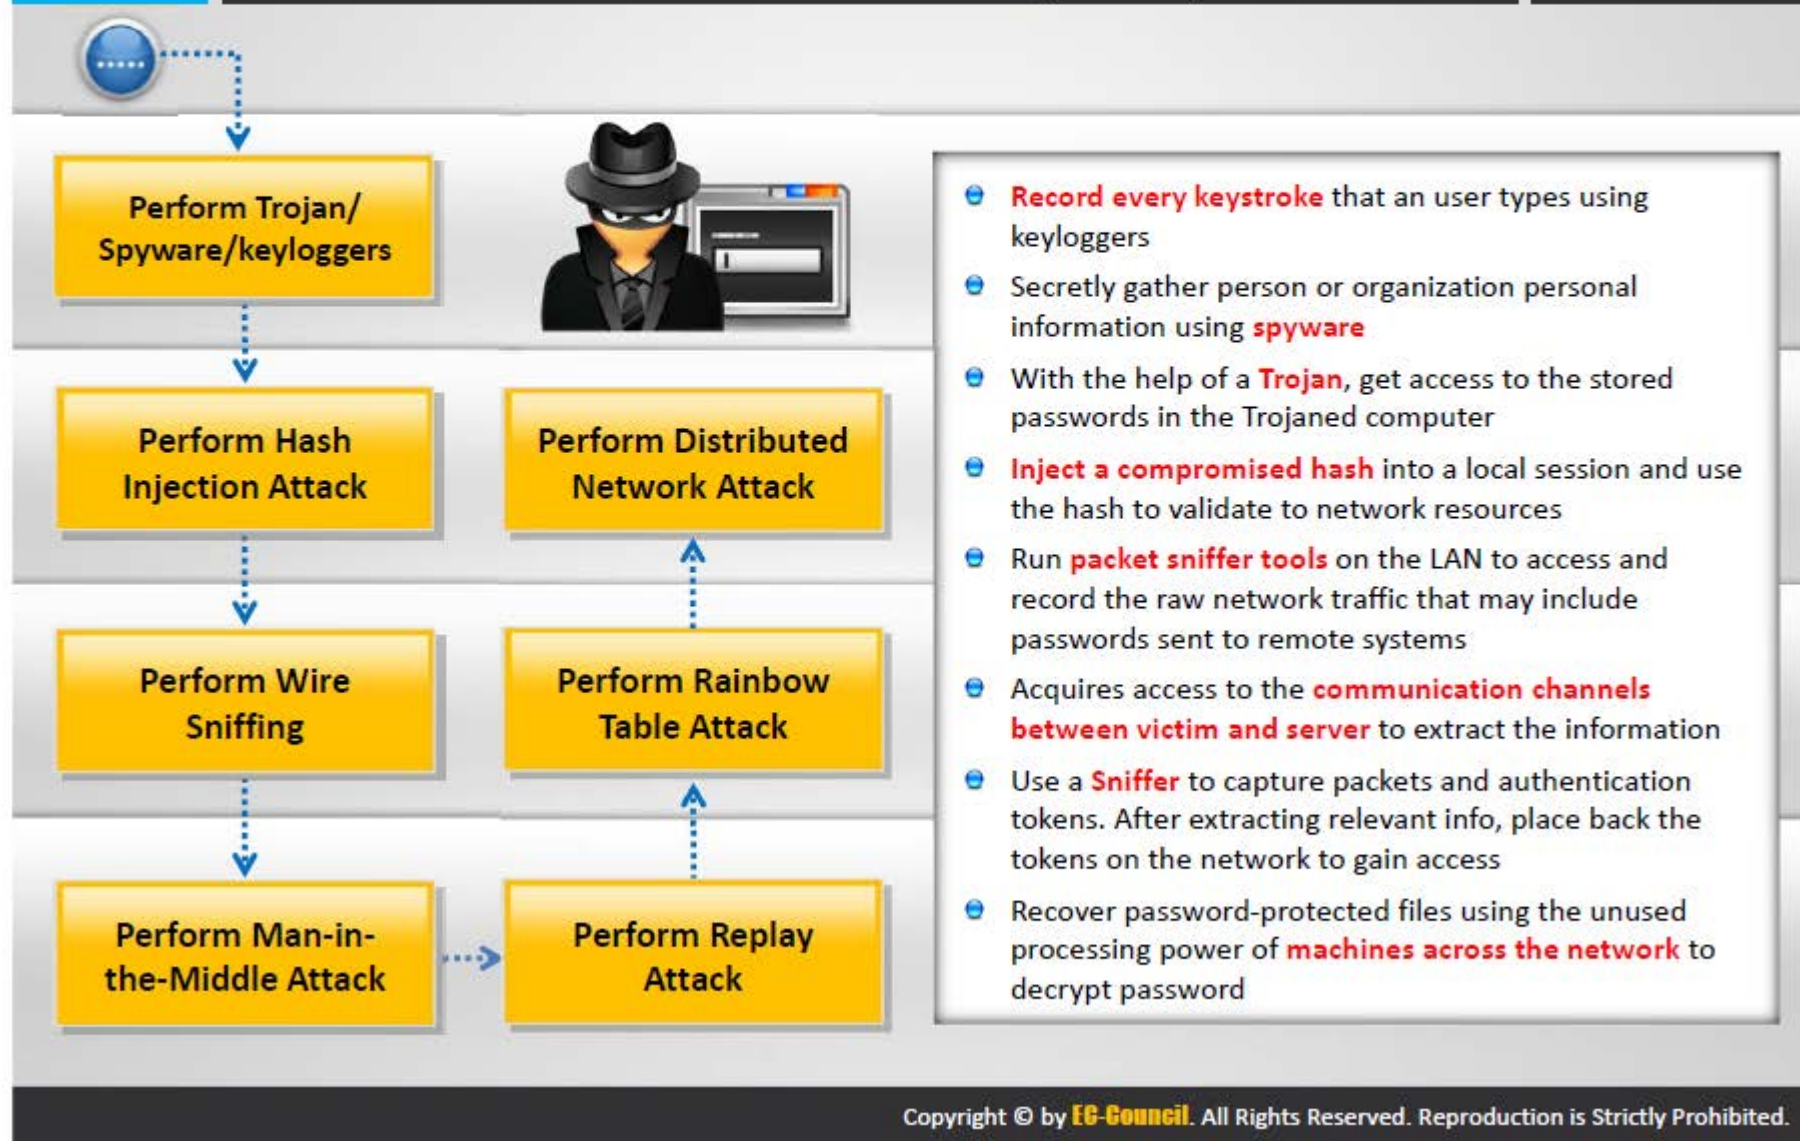 Perform Trojan/
Spyware/keyloggers
Perform Hash
Injection Attack
Perform Wire
Sniffing
Perform Man-in-
the-Middle Attack
Perform Replay
Attack
Perform Rainbow
Table Attack
Perform Distributed
Network Attack
Record every keystroke that an user types using
keyloggers
Secretly gather person or organization personal
information using spyware
With the help of a Trojan, get access to the stored
passwords in the Trojaned computer
Inject a compromised hash into a local session and use
the hash to validate to network resources
Run packet sniffer tools on the LAN to access and
record the raw network traffic that may include
passwords sent to remote systems
Acquires access to the communication channels
between victim and server to extract the information
Use a Sniffer to capture packets and authentication
tokens. After extracting relevant info, place back the
tokens on the network to gain access
Recover password-protected files using the unused
processing power of machines across the network to
decrypt password
Copyright © by EC-Council. All Rights Reserved. Reproduction is Strictly Prohibited.